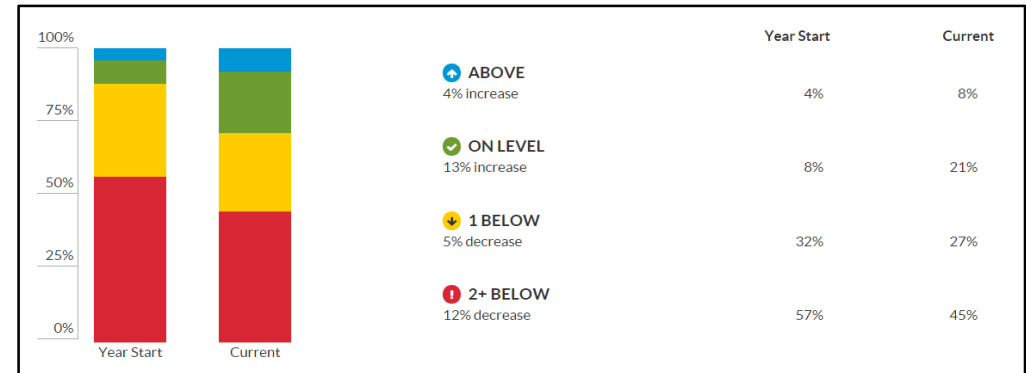 100%
75%
50%
25%
0%
Year Start Current
Year Start Current
ABOVE
4% increase 4% 8%
ON LEVEL
13% increase 8% 21%
1 BELOW
5% decrease 32% 27%
2+ BELOW
12% decrease 57% 45%